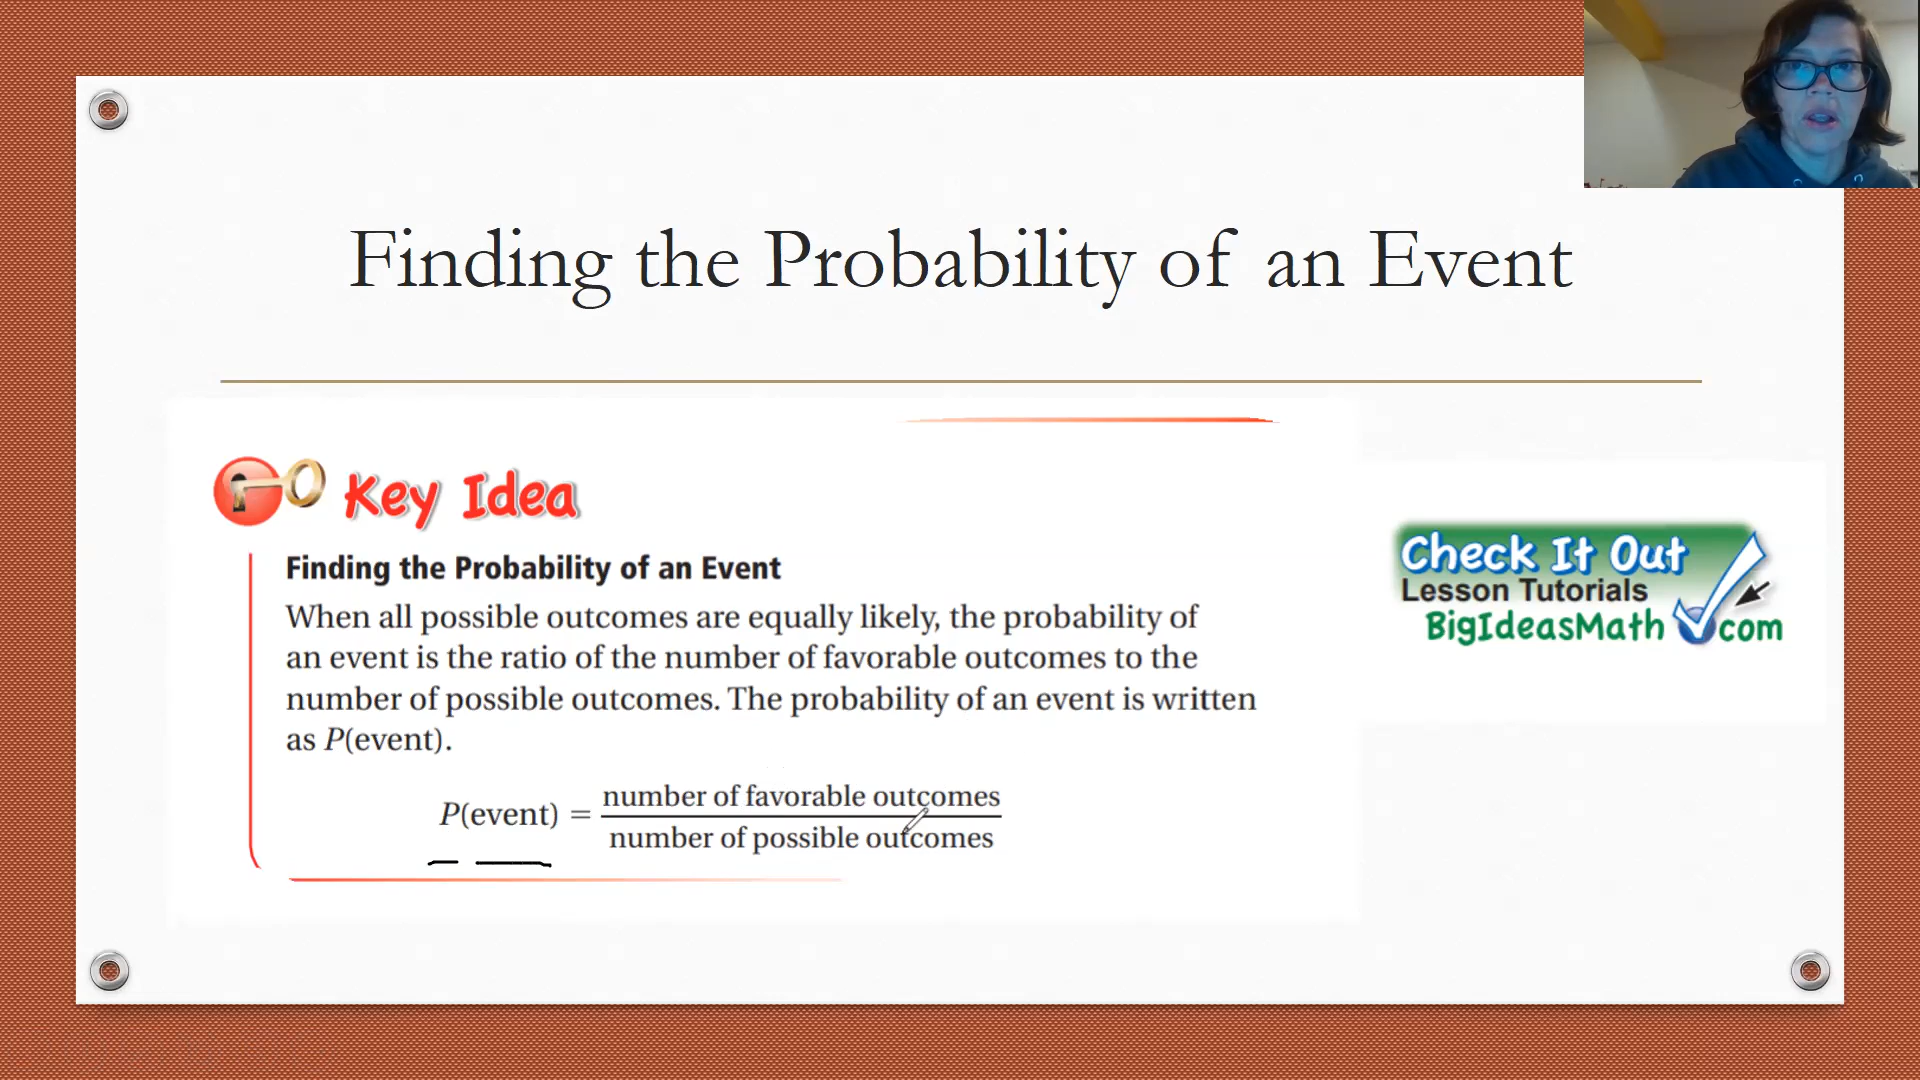 Finding the Probability of an Event
Key Idea
Finding the Probability of an Event
When all possible outcomes are equally likely, the probability of
an event is the ratio of the number of favorable outcomes to the
number of possible outcomes. The probability of an event is written
as P(event).
P(event) = number of favorable outcomes
number of possible outcomes
Check It Out
Lesson Tutorials
BigIdeasMath com